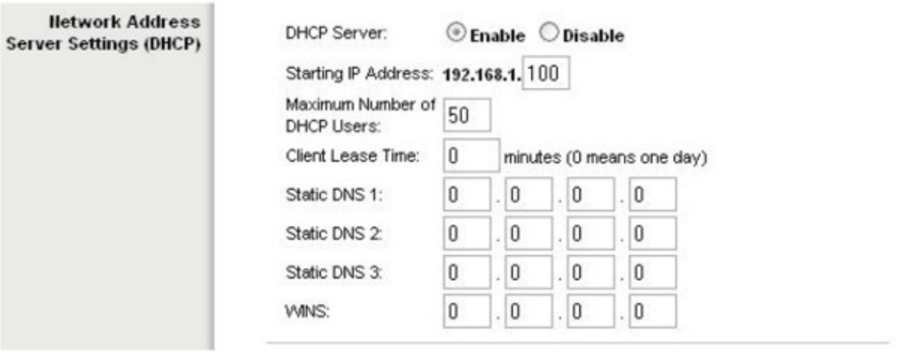 Network Address
Server Settings (DHCP)
DHCP Server: Enable Disable
Starting IP Address: 192.168.1. 100
Maximum Number of
DHCP Users: 50
Client Lease Time: 0 minutes (0 means one day)
Static DNS 1: 0 . 0 . 0 . 0
Static DNS 2: 0 . 0 . 0 . 0
Static DNS 3: 0 . 0 . 0 . 0
WINS: 0 . 0 . 0 . 0